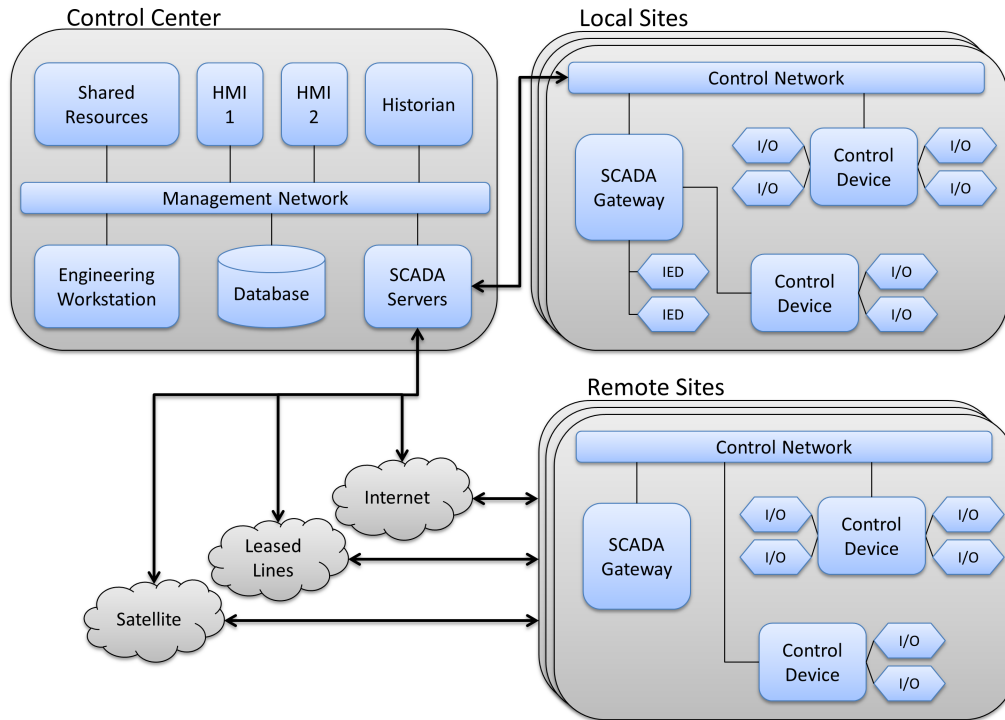 Control Center
Shared
Resources
HMI
1
HMI
2
Historian
Management Network
Engineering
Workstation
Database
SCADA
Servers
Local Sites
Control Network
SCADA
Gateway
I/O
I/O
Control
Device
I/O
I/O
IED
IED
Control
Device
I/O
I/O
Internet
Leased
Lines
Satellite
Remote Sites
Control Network
SCADA
Gateway
I/O
I/O
Control
Device
I/O
I/O
Control
Device
I/O
I/O